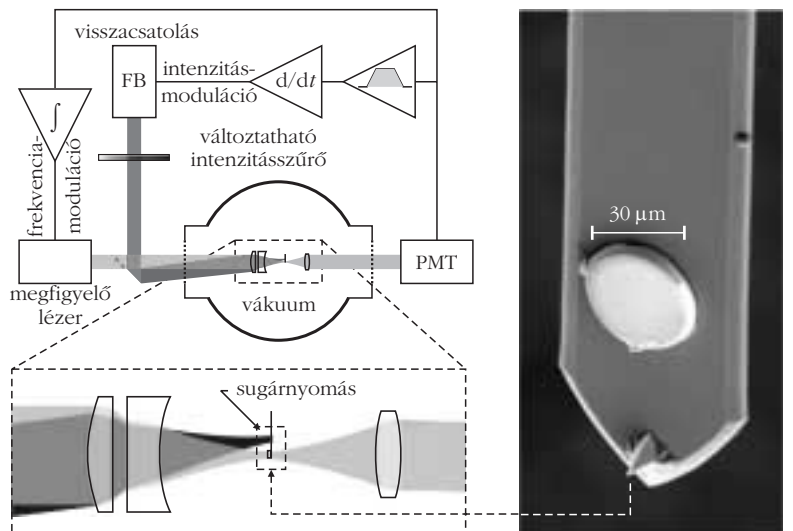 visszacsatolás
FB
intenzitás-
moduláció
d/dt
∫
frekvencia-
moduláció
változtatható
intenzitásszűrő
30 μm
PMT
megfigyelő
lézer
vákuum
sugárnyomás